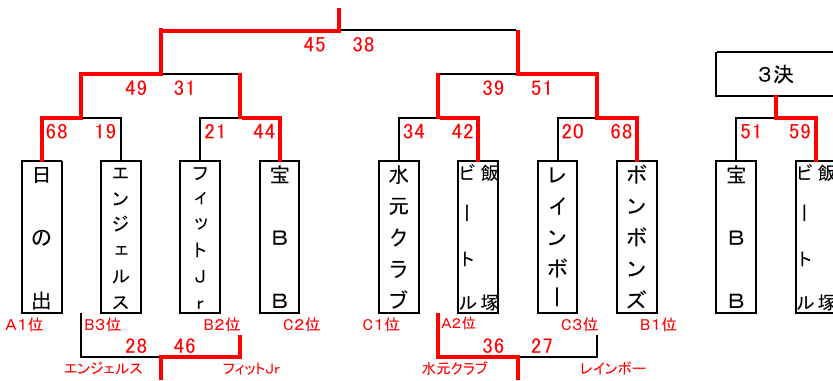 45 38
49 31 39 51
3決
68 19 21 44 34 42 20 68 51 59
日の出
エンジェルス
フィットJr
宝BB
水元クラブ
飯塚
ビートル
レインボー
ボンボンズ
宝BB
飯塚
ビートル
A1位 B3位 B2位 C2位 C1位 A2位 C3位 B1位
28 46 36 27
エンジェルス フィットJr 水元クラブ レインボー